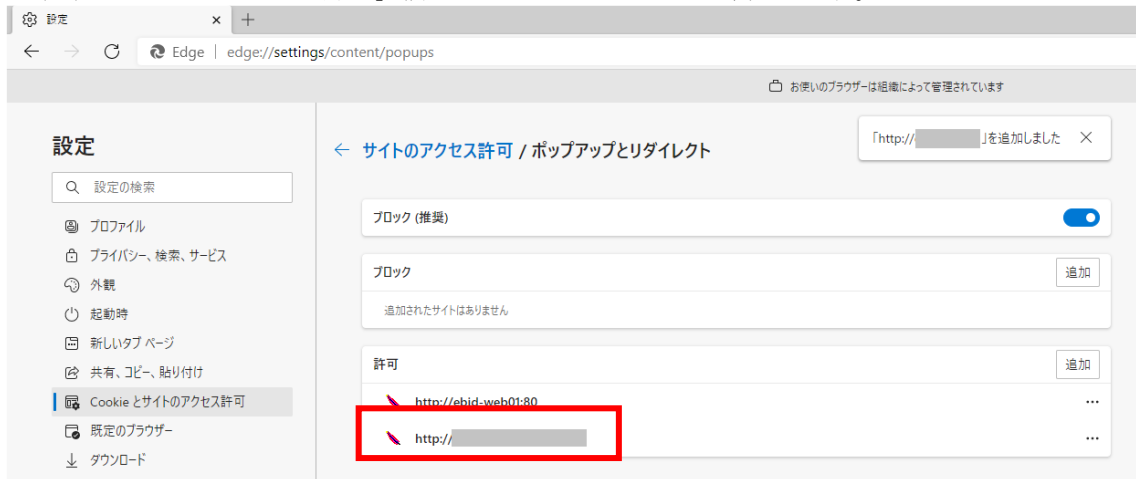 設定
Edge | edge://settings/content/popups
お使いのブラウザーは組織によって管理されています
「http:// 」を追加しました
設定
設定の検索
プロファイル
プライバシー、検索、サービス
外観
起動時
新しいタブ ページ
共有、コピー、貼り付け
Cookie とサイトのアクセス許可
既定のブラウザー
ダウンロード
サイトのアクセス許可 / ポップアップとリダイレクト
ブロック (推奨)
ブロック
追加
追加されたサイトはありません
許可
追加
http://ebid-web01:80
http://